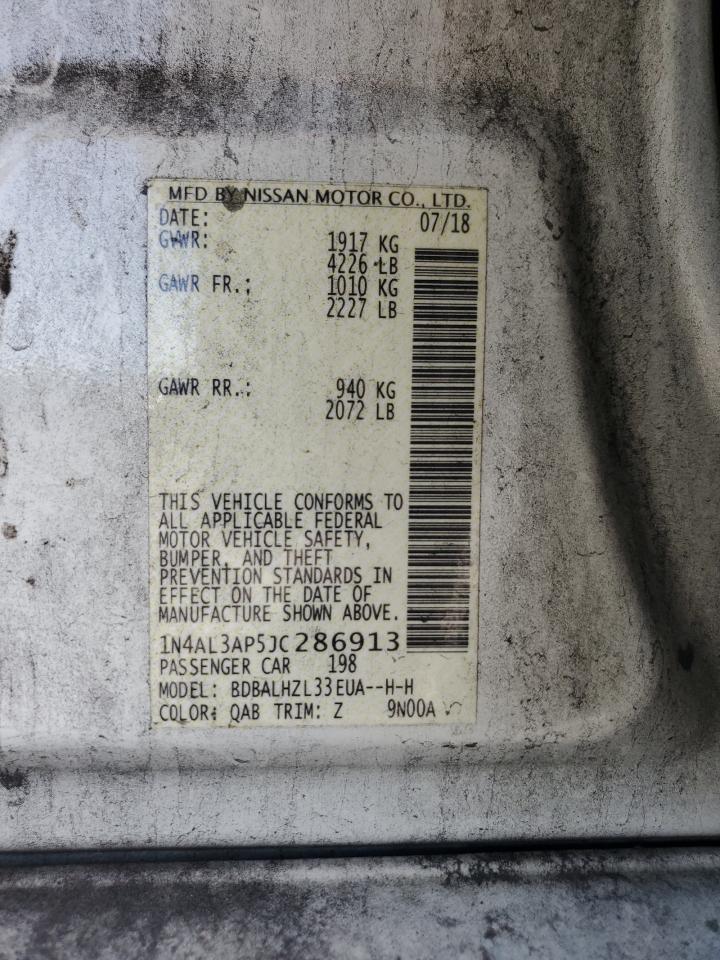 MFD BY NISSAN MOTOR CO., LTD.
DATE: 07/18
GVWR: 1917 KG
4226 LB
GAWR FR.: 1010 KG
2227 LB
GAWR RR.: 940 KG
2072 LB
THIS VEHICLE CONFORMS TO
ALL APPLICABLE FEDERAL
MOTOR VEHICLE SAFETY,
BUMPER, AND THEFT
PREVENTION STANDARDS IN
EFFECT ON THE DATE OF
MANUFACTURE SHOWN ABOVE.
1N4AL3AP5JC286913
PASSENGER CAR 198
MODEL: BDBALHZL33EUA--H-H
COLOR: QAB TRIM: Z 9N00A